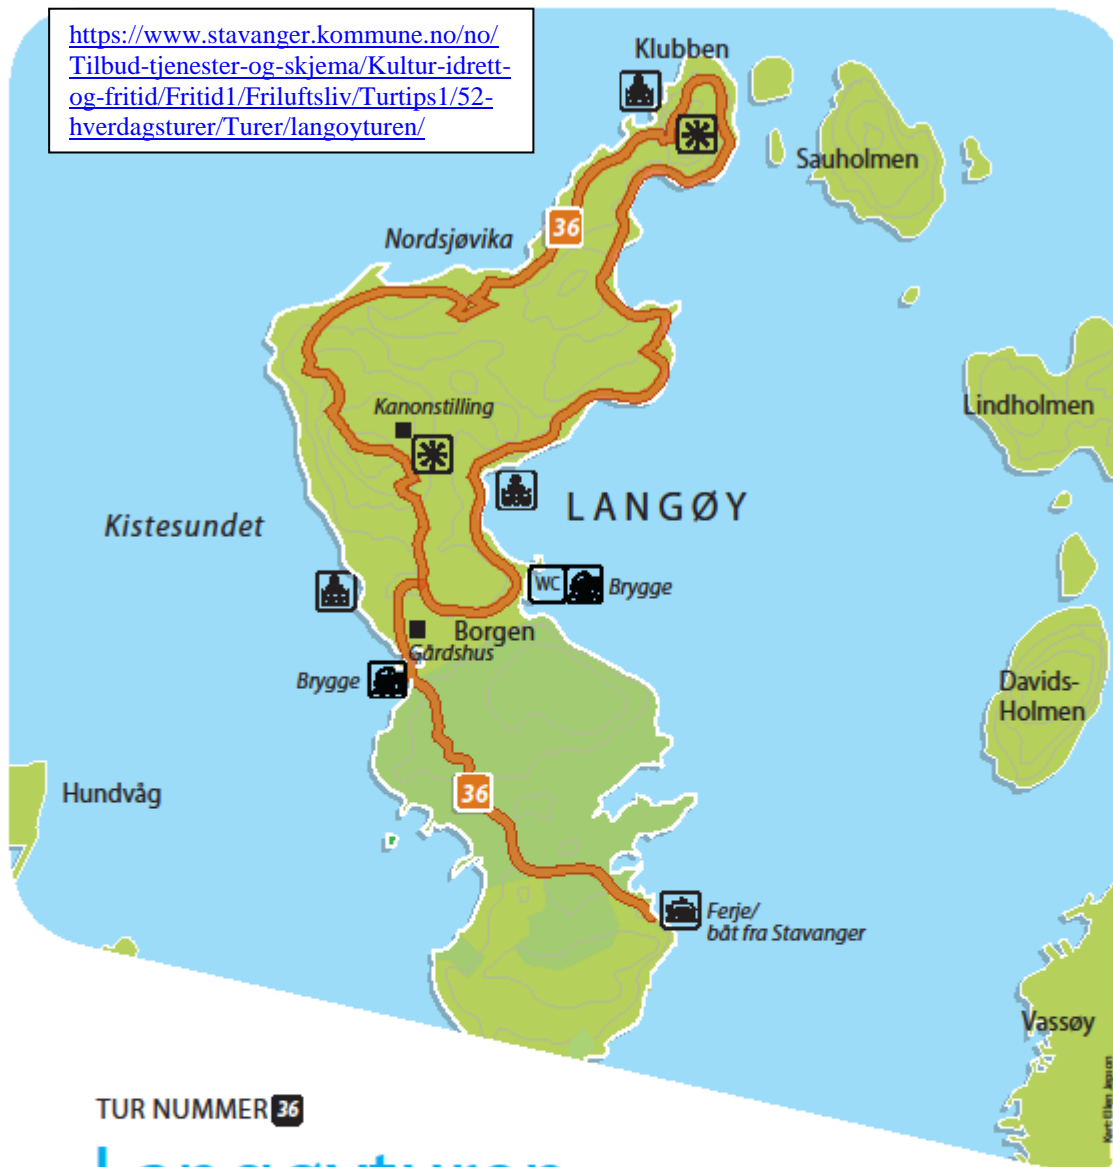 https://www.stavanger.kommune.no/no/
Tilbud-tjenester-og-skjema/Kultur-idrett-
og-fritid/Fritid1/Friluftsliv/Turtips1/52-
hverdagsturer/Turer/langoyturen/
Klubben
Sauholmen
36
Nordsjøvika
Lindholmen
Kanonstilling
LANGØY
Kistesundet
WC
Brygge
Borgen
Gårdshus
Brygge
Davids-
Holmen
36
Hundvåg
Ferje/
båt fra Stavanger
Vassøy
TUR NUMMER 36
Langøyturen